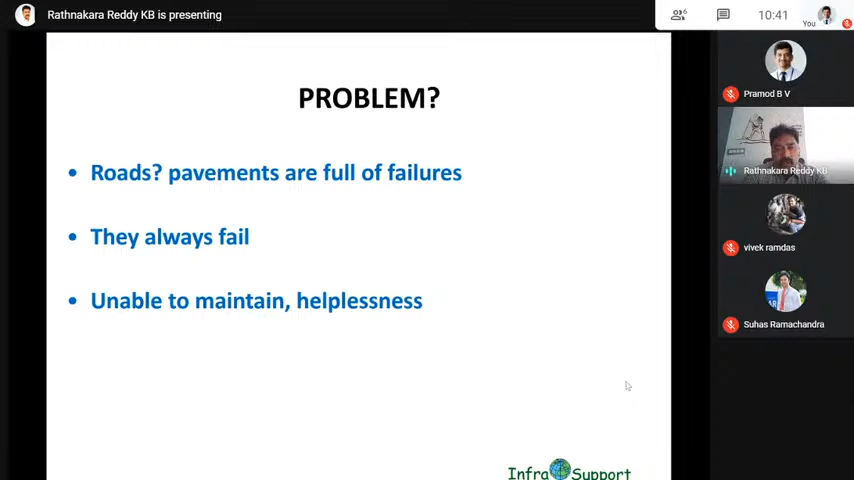 Rathnakara Reddy KB is presenting
6
10:41
You
PROBLEM?
• Roads? pavements are full of failures
• They always fail
• Unable to maintain, helplessness
Infra Support
Pramod B V
Rathnakara Reddy KB
vivek ramdas
Suhas Ramachandra